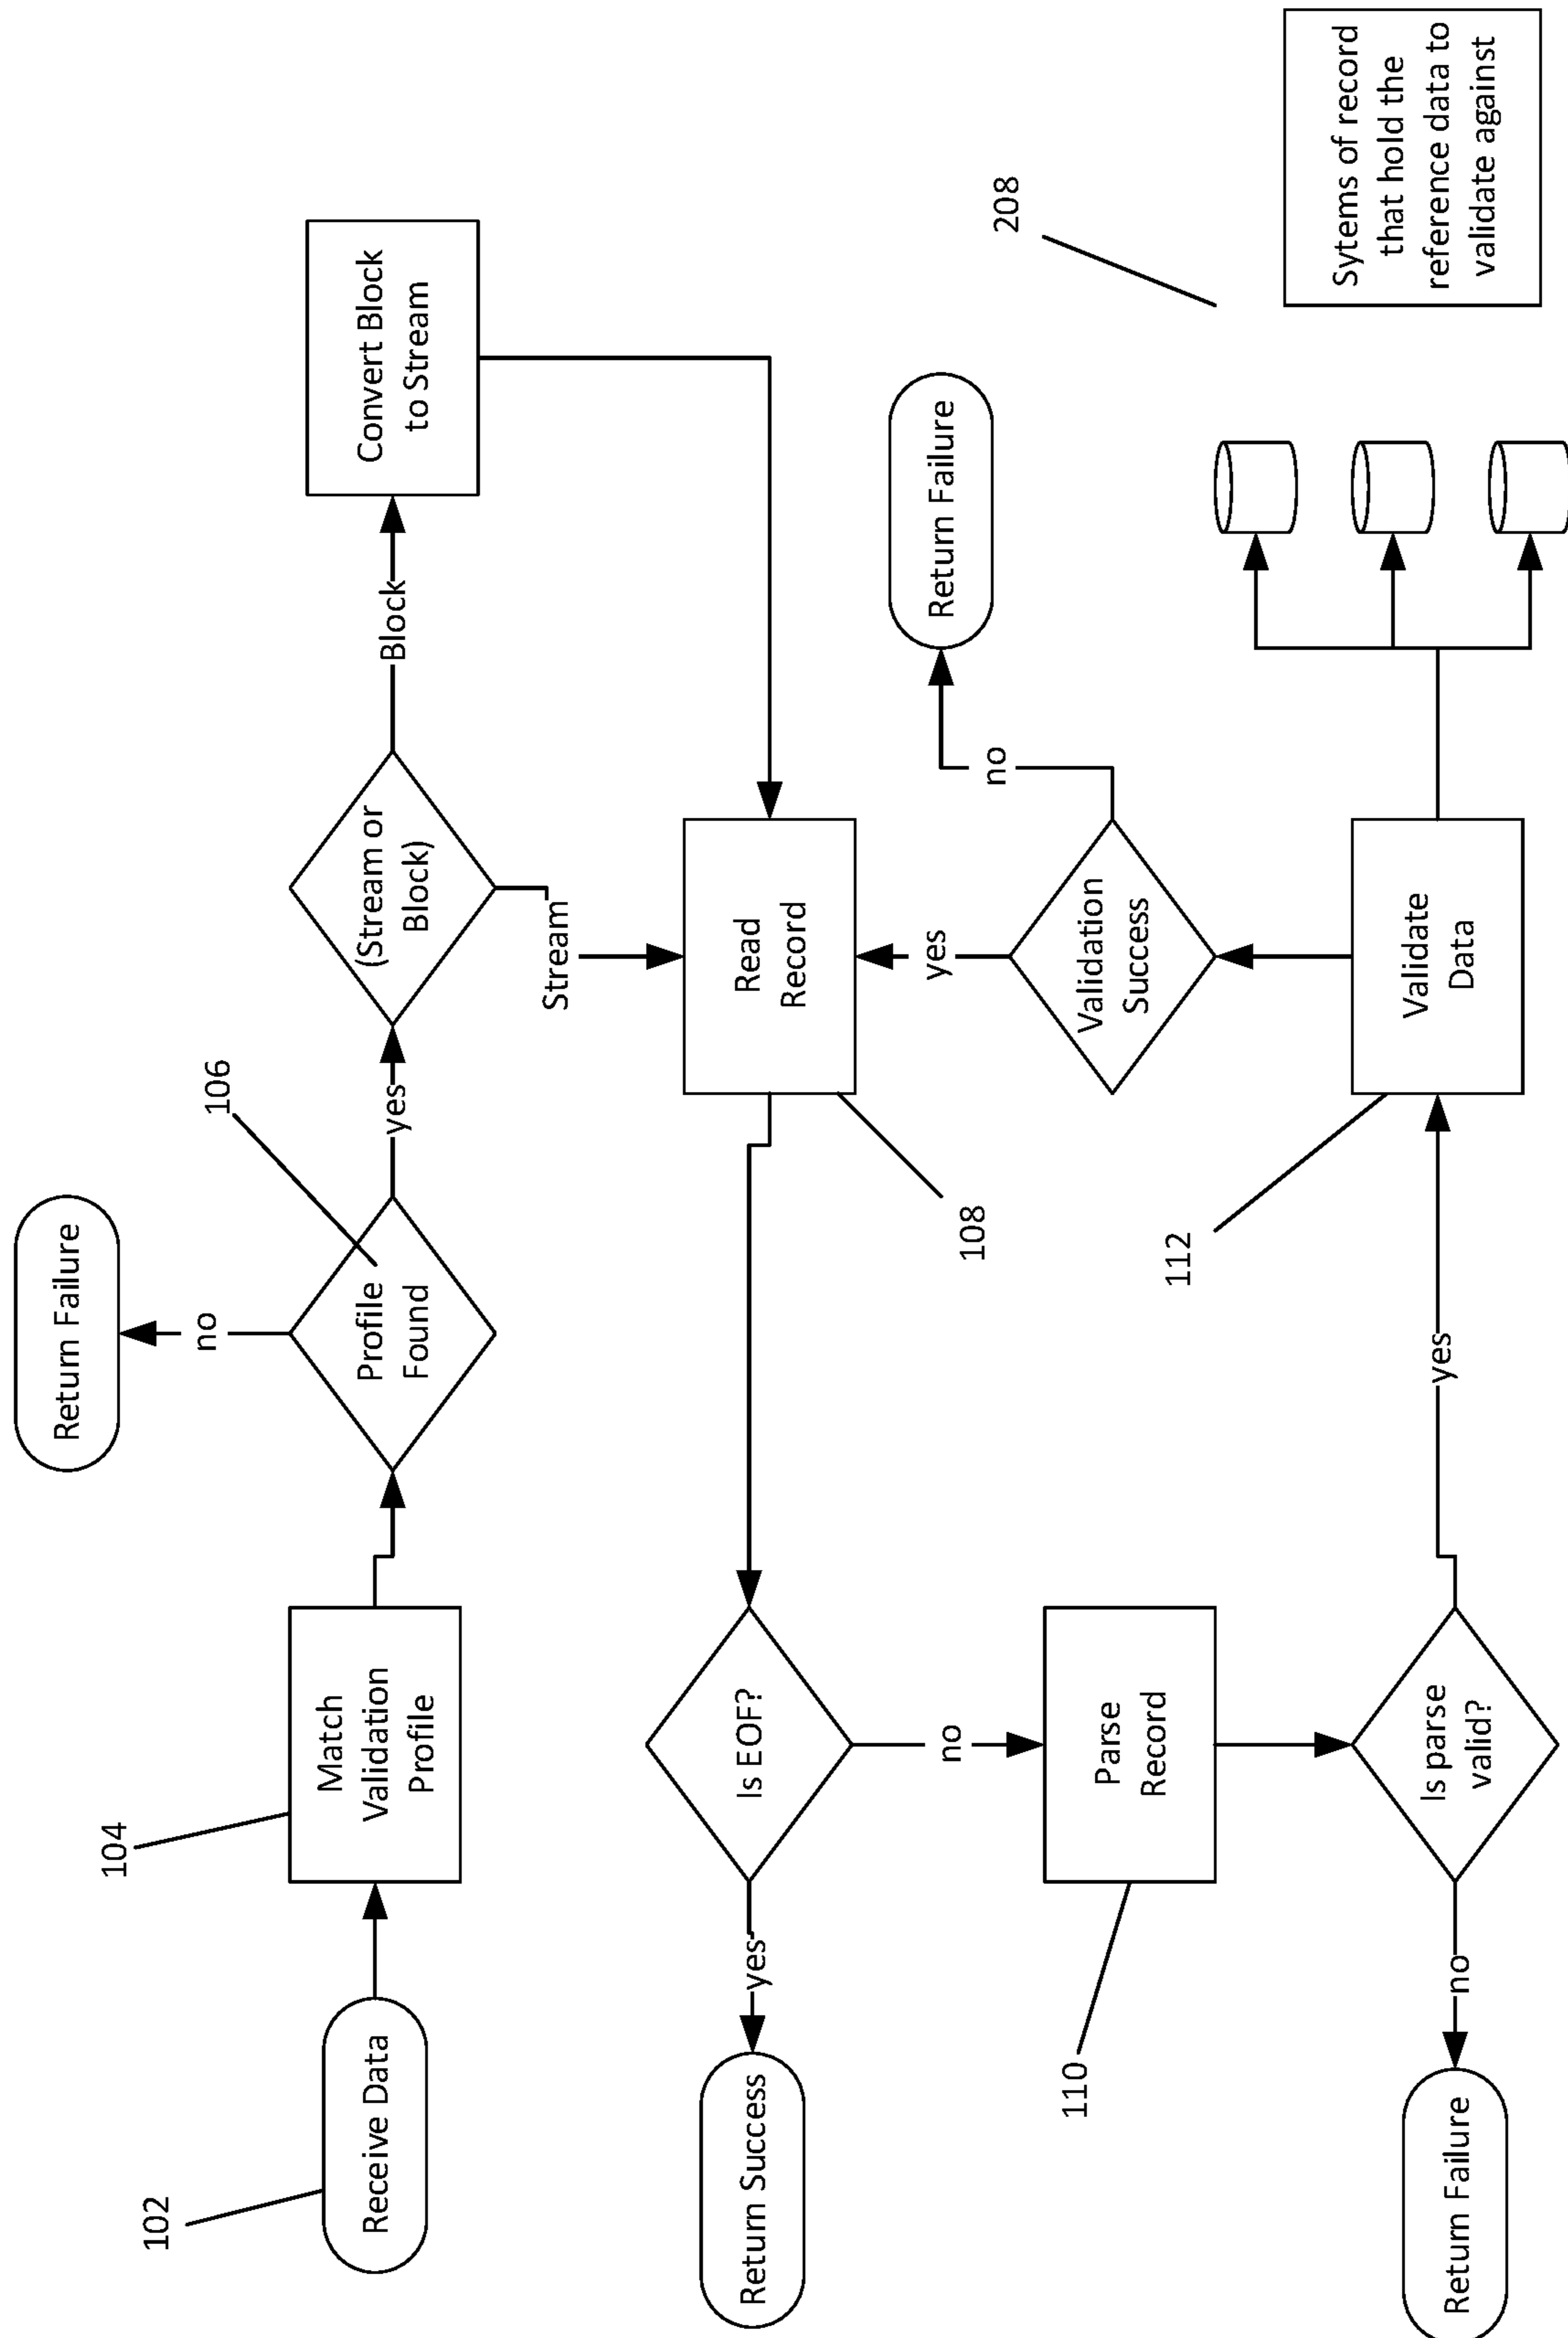 102
Receive Data
104
Match
Validation
Profile
106
Profile
Found
no
Return Failure
yes
(Stream or
Block)
Block
Convert Block
to Stream
Stream
Read
Record
108
Is EOF?
yes
Return Success
no
110
Parse
Record
Is parse
valid?
no
Return Failure
yes
112
Validate
Data
Validation
Success
yes
no
Return Failure
208
Sytems of record
that hold the
reference data to
validate against